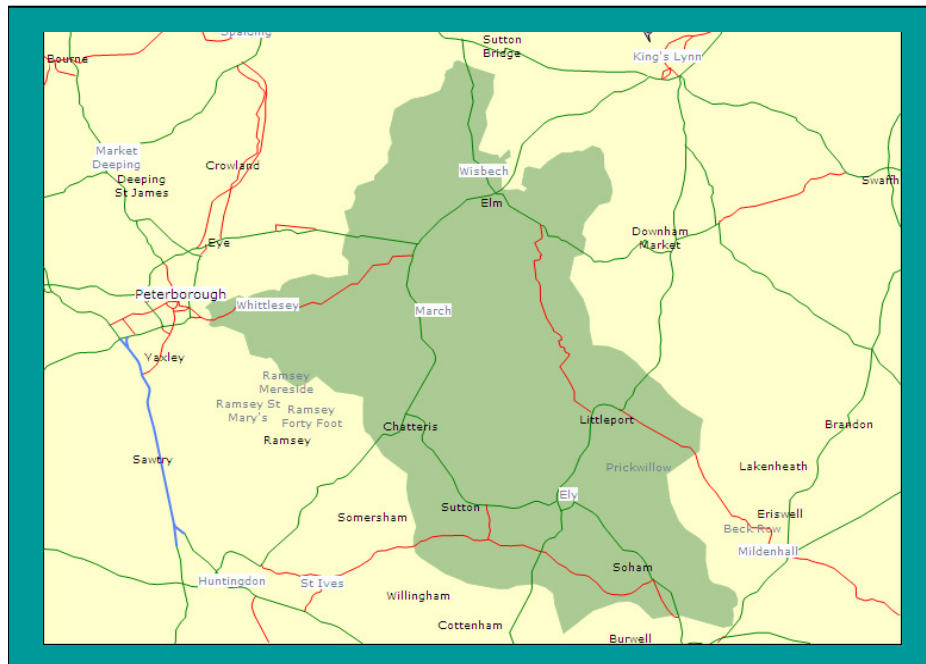 Spalding
Sutton
Bridge
King's Lynn
Bourne
Market
Deeping
Deeping
St James
Crowland
Wisbech
Swaffh
Elm
Downham
Market
Eye
Peterborough
Whittlesey
March
Yaxley
Ramsey
Mereside
Ramsey St
Mary's
Ramsey
Forty Foot
Ramsey
Chatteris
Littleport
Brandon
Sawtry
Prickwillow
Lakenheath
Ely
Sutton
Somersham
Eriswell
Beck Row
Mildenhall
Soham
Huntingdon
St Ives
Willingham
Cottenham
Burwell